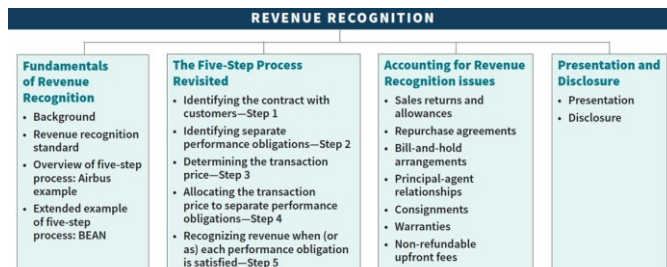 REVENUE RECOGNITION
Fundamentals
of Revenue
Recognition
• Background
• Revenue recognition
standard
• Overview of five-step
process: Airbus
example
• Extended example
of five-step
process: BEAN
The Five-Step Process
Revisited
• Identifying the contract with
customers—Step 1
• Identifying separate
performance obligations—Step 2
• Determining the transaction
price—Step 3
• Allocating the transaction
price to separate performance
obligations—Step 4
• Recognizing revenue when (or
as) each performance obligation
is satisfied—Step 5
Accounting for Revenue
Recognition issues
• Sales returns and
allowances
• Repurchase agreements
• Bill-and-hold
arrangements
• Principal-agent
relationships
• Consignments
• Warranties
• Non-refundable
upfront fees
Presentation and
Disclosure
• Presentation
• Disclosure